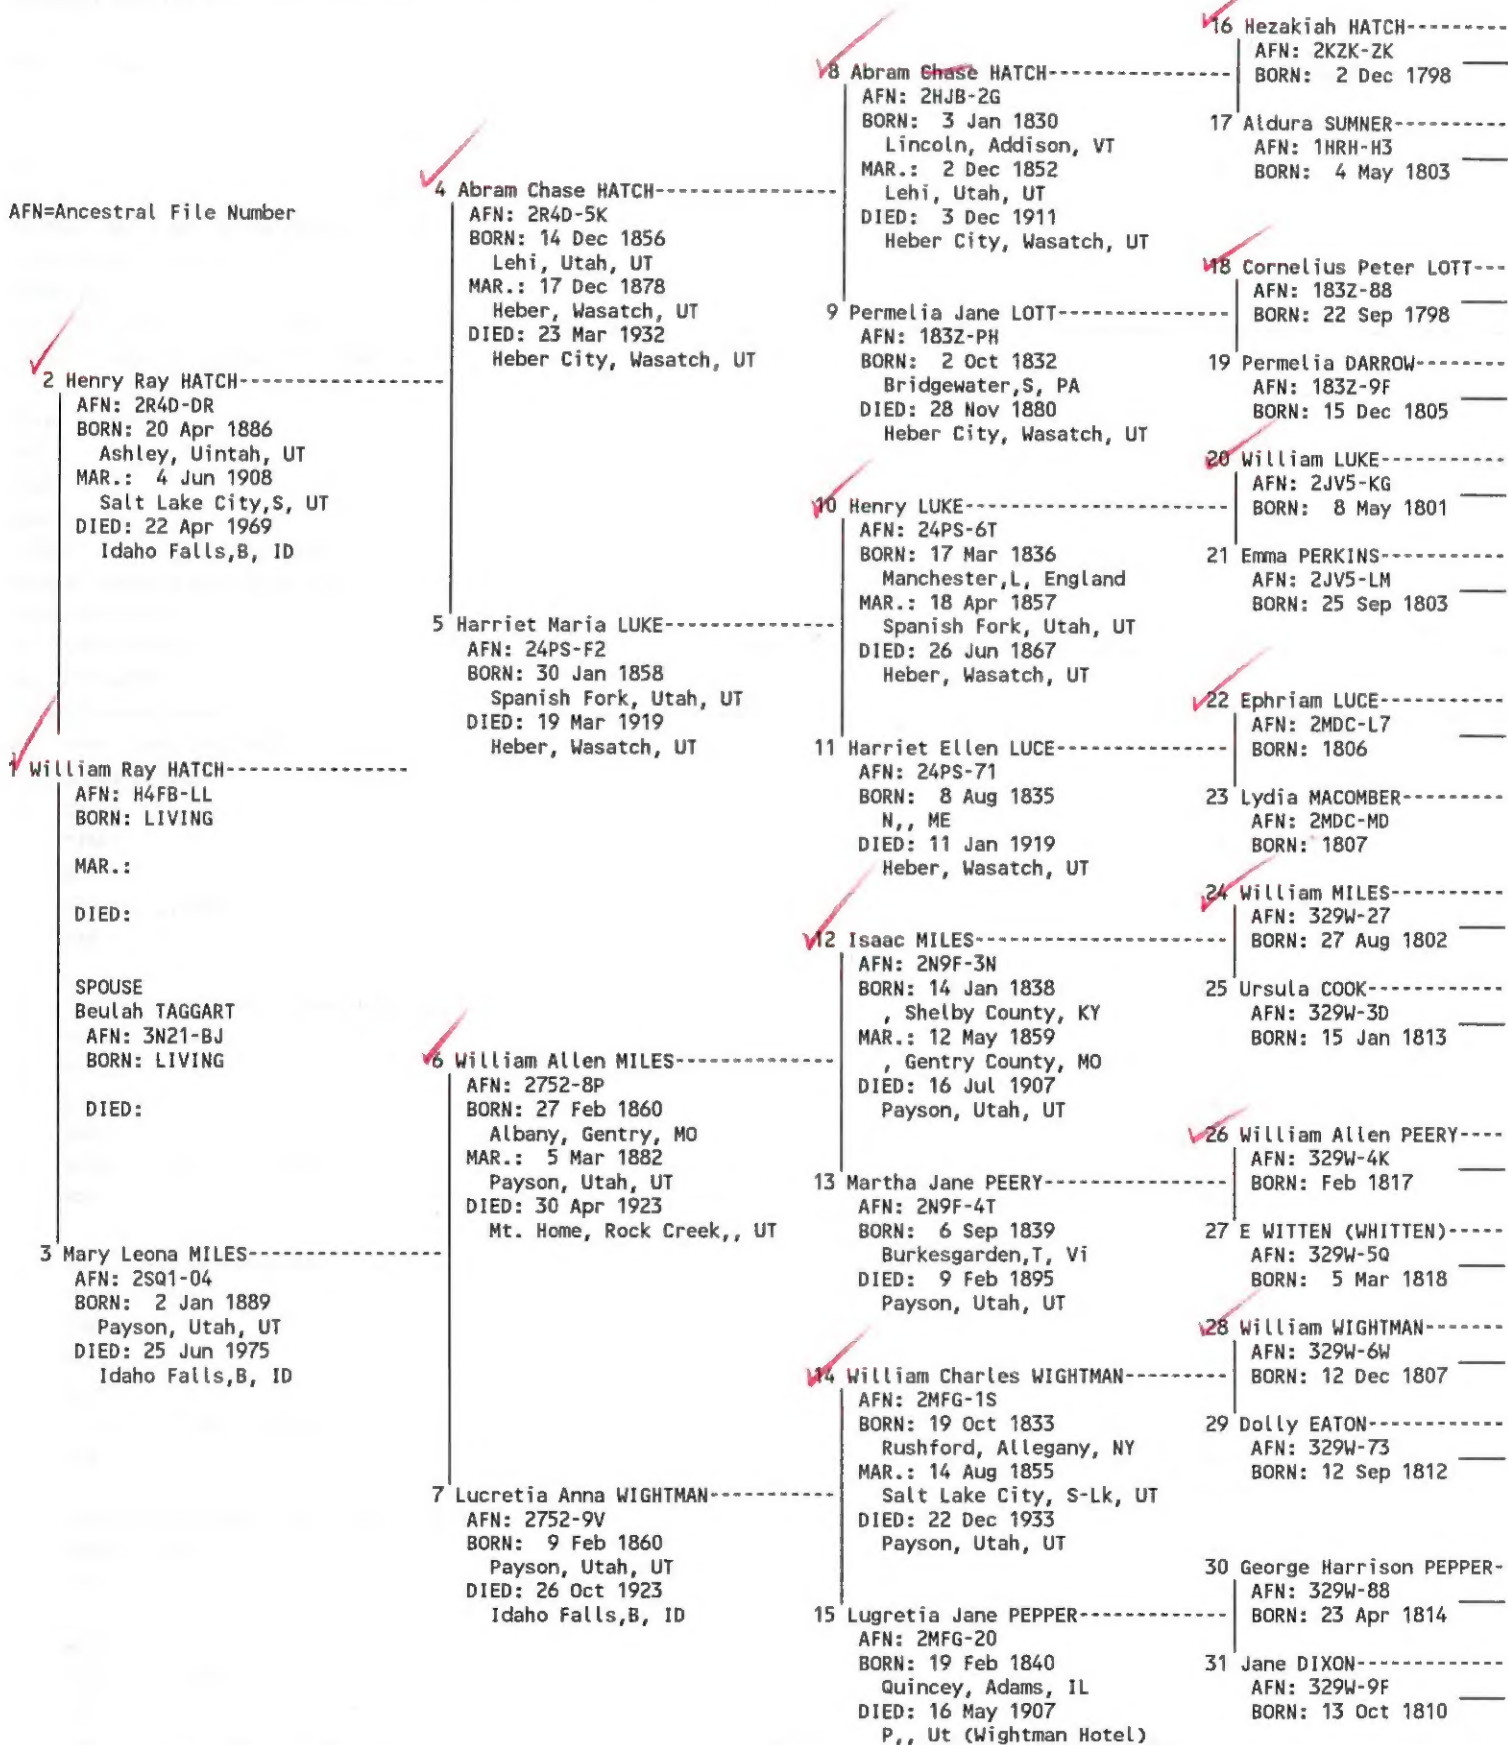 AFN=Ancestral File Number
1 William Ray HATCH
AFN: H4FB-LL
BORN: LIVING
MAR.:
DIED:
SPOUSE
Beulah TAGGART
AFN: 3N21-BJ
BORN: LIVING
DIED:
2 Henry Ray HATCH
AFN: 2R4D-DR
BORN: 20 Apr 1886
Ashley, Uintah, UT
MAR.: 4 Jun 1908
Salt Lake City,S, UT
DIED: 22 Apr 1969
Idaho Falls,B, ID
3 Mary Leona MILES
AFN: 2SQ1-04
BORN: 2 Jan 1889
Payson, Utah, UT
DIED: 25 Jun 1975
Idaho Falls,B, ID
4 Abram Chase HATCH
AFN: 2R4D-5K
BORN: 14 Dec 1856
Lehi, Utah, UT
MAR.: 17 Dec 1878
Heber, Wasatch, UT
DIED: 23 Mar 1932
Heber City, Wasatch, UT
5 Harriet Maria LUKE
AFN: 24PS-F2
BORN: 30 Jan 1858
Spanish Fork, Utah, UT
DIED: 19 Mar 1919
Heber, Wasatch, UT
6 William Allen MILES
AFN: 2752-8P
BORN: 27 Feb 1860
Albany, Gentry, MO
MAR.: 5 Mar 1882
Payson, Utah, UT
DIED: 30 Apr 1923
Mt. Home, Rock Creek,, UT
7 Lucretia Anna WIGHTMAN
AFN: 2752-9V
BORN: 9 Feb 1860
Payson, Utah, UT
DIED: 26 Oct 1923
Idaho Falls,B, ID
8 Abram Chase HATCH
AFN: 2HJB-2G
BORN: 3 Jan 1830
Lincoln, Addison, VT
MAR.: 2 Dec 1852
Lehi, Utah, UT
DIED: 3 Dec 1911
Heber City, Wasatch, UT
9 Permelia Jane LOTT
AFN: 183Z-PH
BORN: 2 Oct 1832
Bridgewater,S, PA
DIED: 28 Nov 1880
Heber City, Wasatch, UT
10 Henry LUKE
AFN: 24PS-6T
BORN: 17 Mar 1836
Manchester,L, England
MAR.: 18 Apr 1857
Spanish Fork, Utah, UT
DIED: 26 Jun 1867
Heber, Wasatch, UT
11 Harriet Ellen LUCE
AFN: 24PS-71
BORN: 8 Aug 1835
N,, ME
DIED: 11 Jan 1919
Heber, Wasatch, UT
12 Isaac MILES
AFN: 2N9F-3N
BORN: 14 Jan 1838
, Shelby County, KY
MAR.: 12 May 1859
, Gentry County, MO
DIED: 16 Jul 1907
Payson, Utah, UT
13 Martha Jane PEERY
AFN: 2N9F-4T
BORN: 6 Sep 1839
Burkesgarden,T, Vi
DIED: 9 Feb 1895
Payson, Utah, UT
14 William Charles WIGHTMAN
AFN: 2MFG-1S
BORN: 19 Oct 1833
Rushford, Allegany, NY
MAR.: 14 Aug 1855
Salt Lake City, S-Lk, UT
DIED: 22 Dec 1933
Payson, Utah, UT
15 Lugretia Jane PEPPER
AFN: 2MFG-20
BORN: 19 Feb 1840
Quincey, Adams, IL
DIED: 16 May 1907
P,, Ut (Wightman Hotel)
16 Hezakiah HATCH
AFN: 2KZK-ZK
BORN: 2 Dec 1798
17 Aldura SUMNER
AFN: 1HRH-H3
BORN: 4 May 1803
18 Cornelius Peter LOTT
AFN: 183Z-88
BORN: 22 Sep 1798
19 Permelia DARROW
AFN: 183Z-9F
BORN: 15 Dec 1805
20 William LUKE
AFN: 2JV5-KG
BORN: 8 May 1801
21 Emma PERKINS
AFN: 2JV5-LM
BORN: 25 Sep 1803
22 Ephriam LUCE
AFN: 2MDC-L7
BORN: 1806
23 Lydia MACOMBER
AFN: 2MDC-MD
BORN: 1807
24 William MILES
AFN: 329W-27
BORN: 27 Aug 1802
25 Ursula COOK
AFN: 329W-3D
BORN: 15 Jan 1813
26 William Allen PEERY
AFN: 329W-4K
BORN: Feb 1817
27 E WITTEN (WHITTEN)
AFN: 329W-5Q
BORN: 5 Mar 1818
28 William WIGHTMAN
AFN: 329W-6W
BORN: 12 Dec 1807
29 Dolly EATON
AFN: 329W-73
BORN: 12 Sep 1812
30 George Harrison PEPPER
AFN: 329W-88
BORN: 23 Apr 1814
31 Jane DIXON
AFN: 329W-9F
BORN: 13 Oct 1810